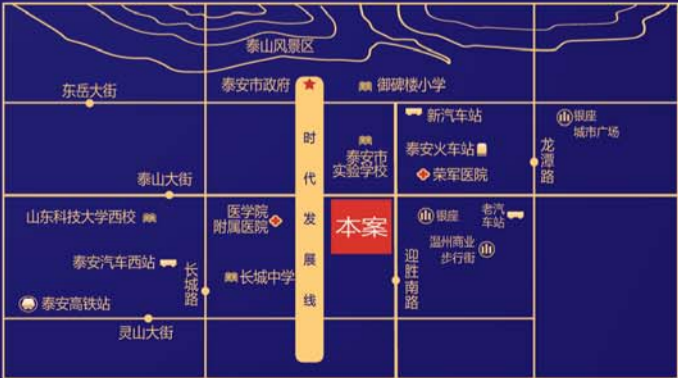 泰山风景区
泰安市政府
御碑楼小学
东岳大街
新汽车站
银座
城市广场
时代发展线
泰安市
实验学校
泰安火车站
龙潭路
荣军医院
泰山大街
山东科技大学西校
医学院
附属医院
本案
银座
老汽
车站
温州商业
步行街
迎胜南路
泰安汽车西站
长城路
长城中学
泰安高铁站
灵山大街